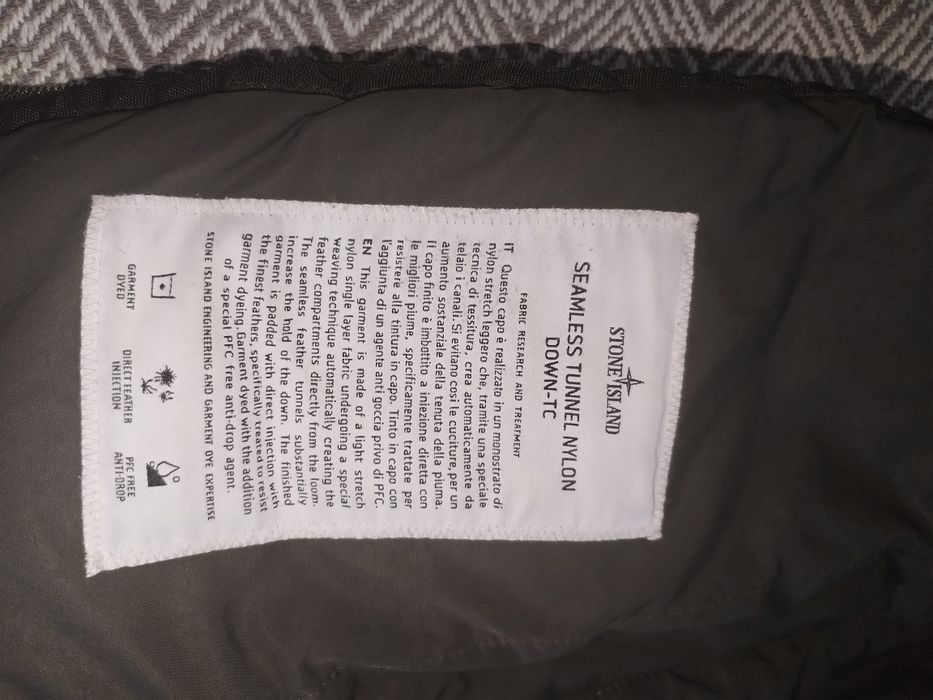 STONE ISLAND
SEAMLESS TUNNEL NYLON
DOWN-TC
FABRIC RESEARCH AND TREATMENT
IT Questo capo è realizzato in un monostrato di
nylon stretch leggero che, tramite una speciale
tecnica di tessitura, crea automaticamente da
telaio i canali. Si evitano così le cuciture, per un
aumento sostanziale della tenuta della piuma.
Il capo finito è imbottito a iniezione diretta con
le migliori piume, specificamente trattate per
resistere alla tintura in capo. Tinto in capo con
l'aggiunta di un agente anti goccia privo di PFC.
EN This garment is made of a light stretch
nylon single layer fabric undergoing a special
weaving technique automatically creating the
feather compartments directly from the loom.
The seamless feather tunnels substantially
increase the hold of the down. The finished
garment is padded with direct injection with
the finest feathers, specifically treated to resist
garment dyeing. Garment dyed with the addition
of a special PFC free anti-drop agent.
STONE ISLAND ENGINEERING AND GARMENT DYE EXPERTISE
GARMENT
DYED
DIRECT FEATHER
INJECTION
PFC FREE
ANTI-DROP